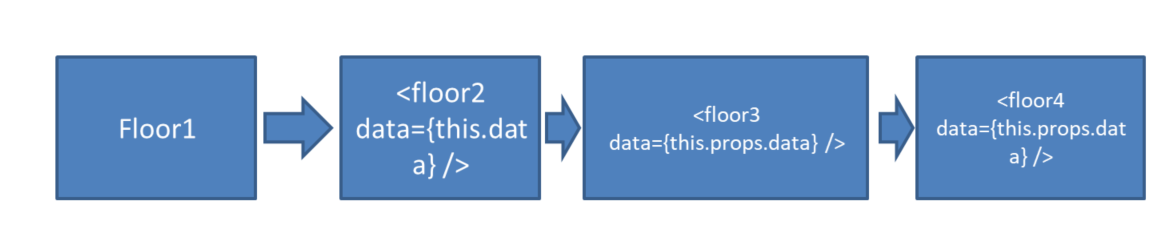 Floor1
<floor2
data={this.dat
a} />
<floor3
data={this.props.data} />
<floor4
data={this.props.dat
a} />